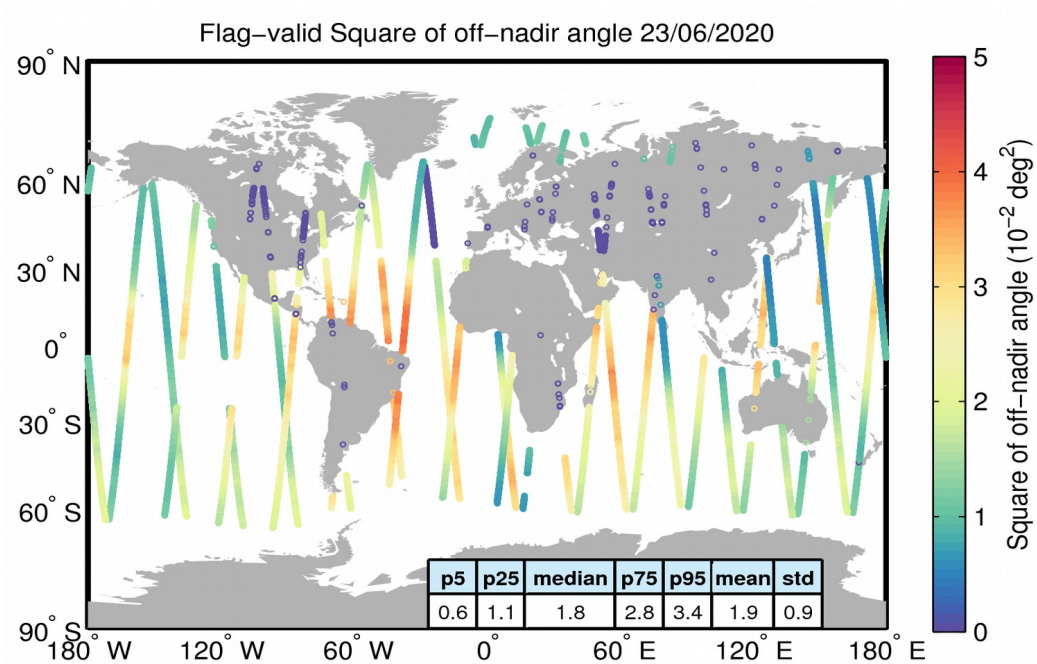 Flag−valid Square of off−nadir angle 23/06/2020
90° N
60° N
30° N
0°
30° S
60° S
90° S
180° W
120° W
60° W
0°
60° E
120° E
180° E
5
4
3
2
1
0
Square of off−nadir angle (10⁻² deg²)
p5 p25 median p75 p95 mean std
0.6 1.1 1.8 2.8 3.4 1.9 0.9